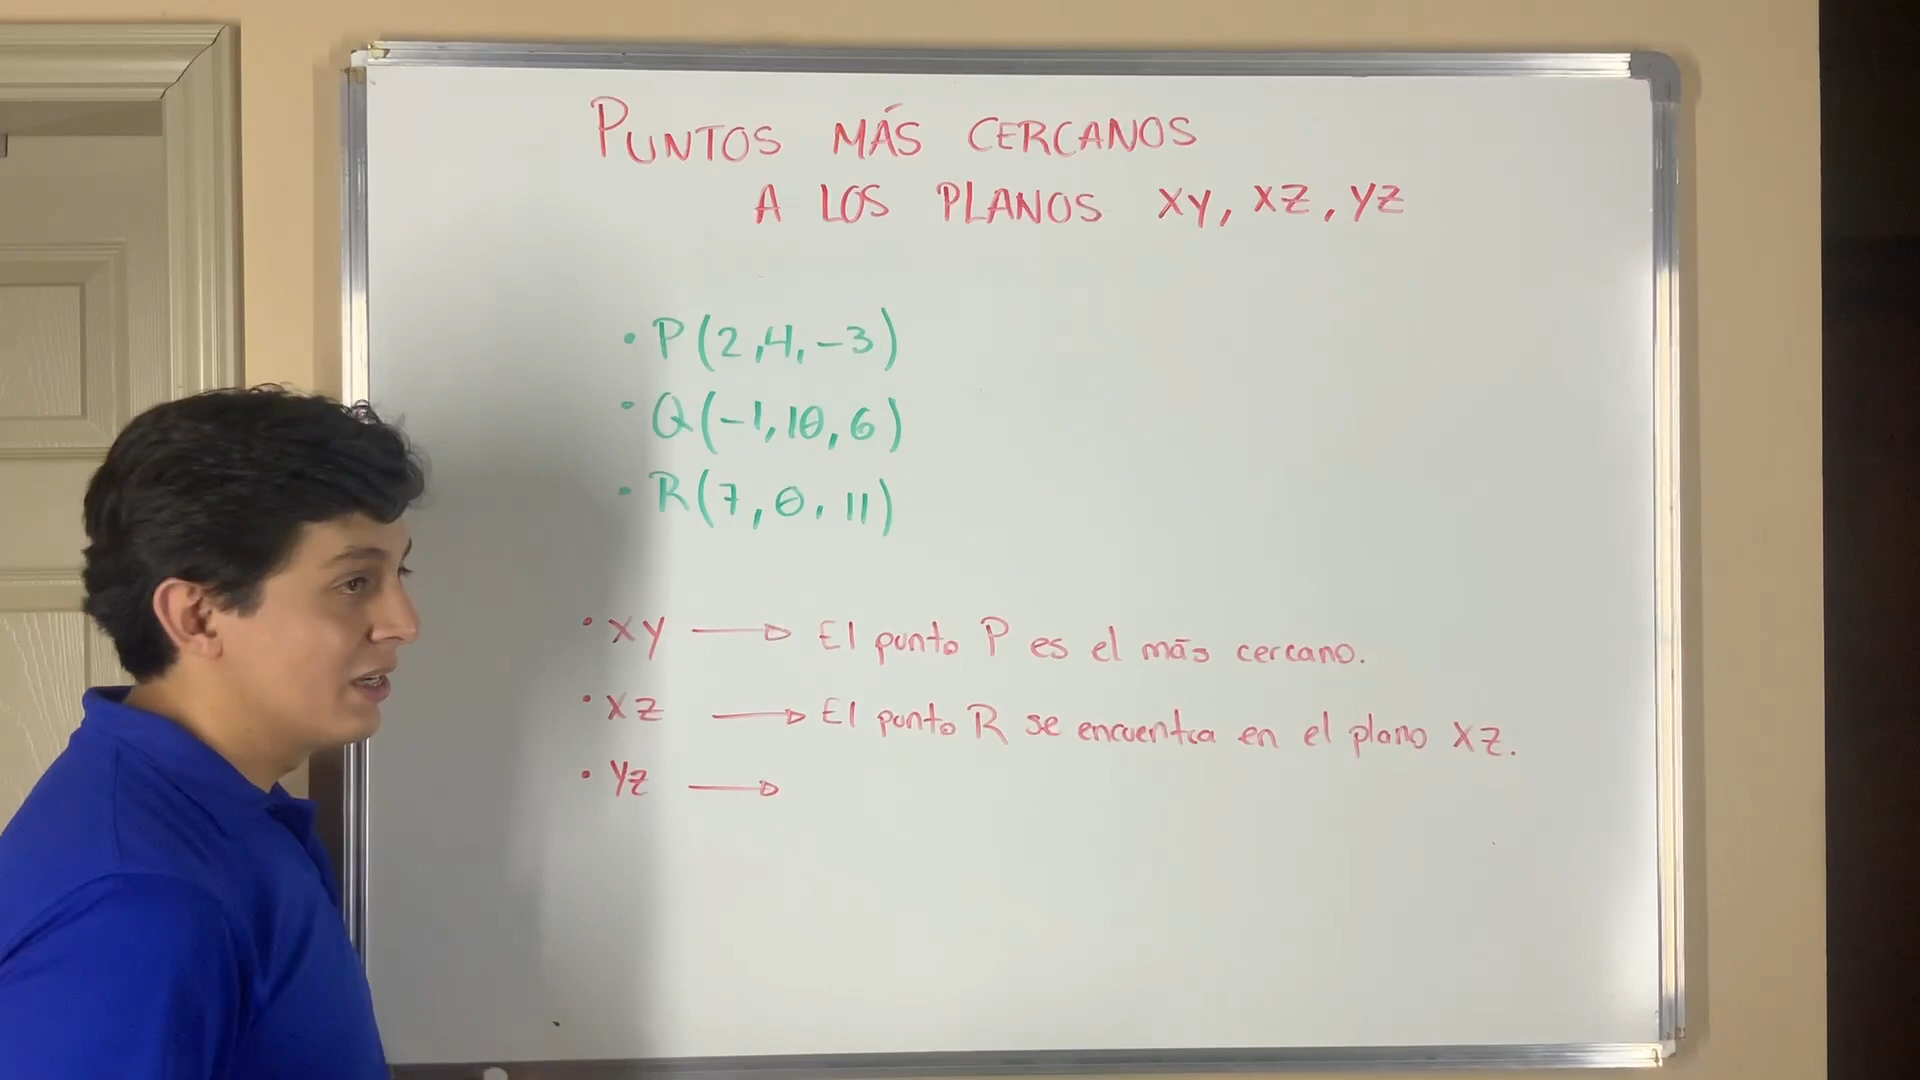 PUNTOS MÁS CERCANOS
A LOS PLANOS XY, XZ, YZ
• P(2,4,-3)
• Q(-1,10,6)
• R(7,0,11)
• XY → El punto P es el más cercano.
• XZ → El punto R se encuentra en el plano XZ.
• YZ →